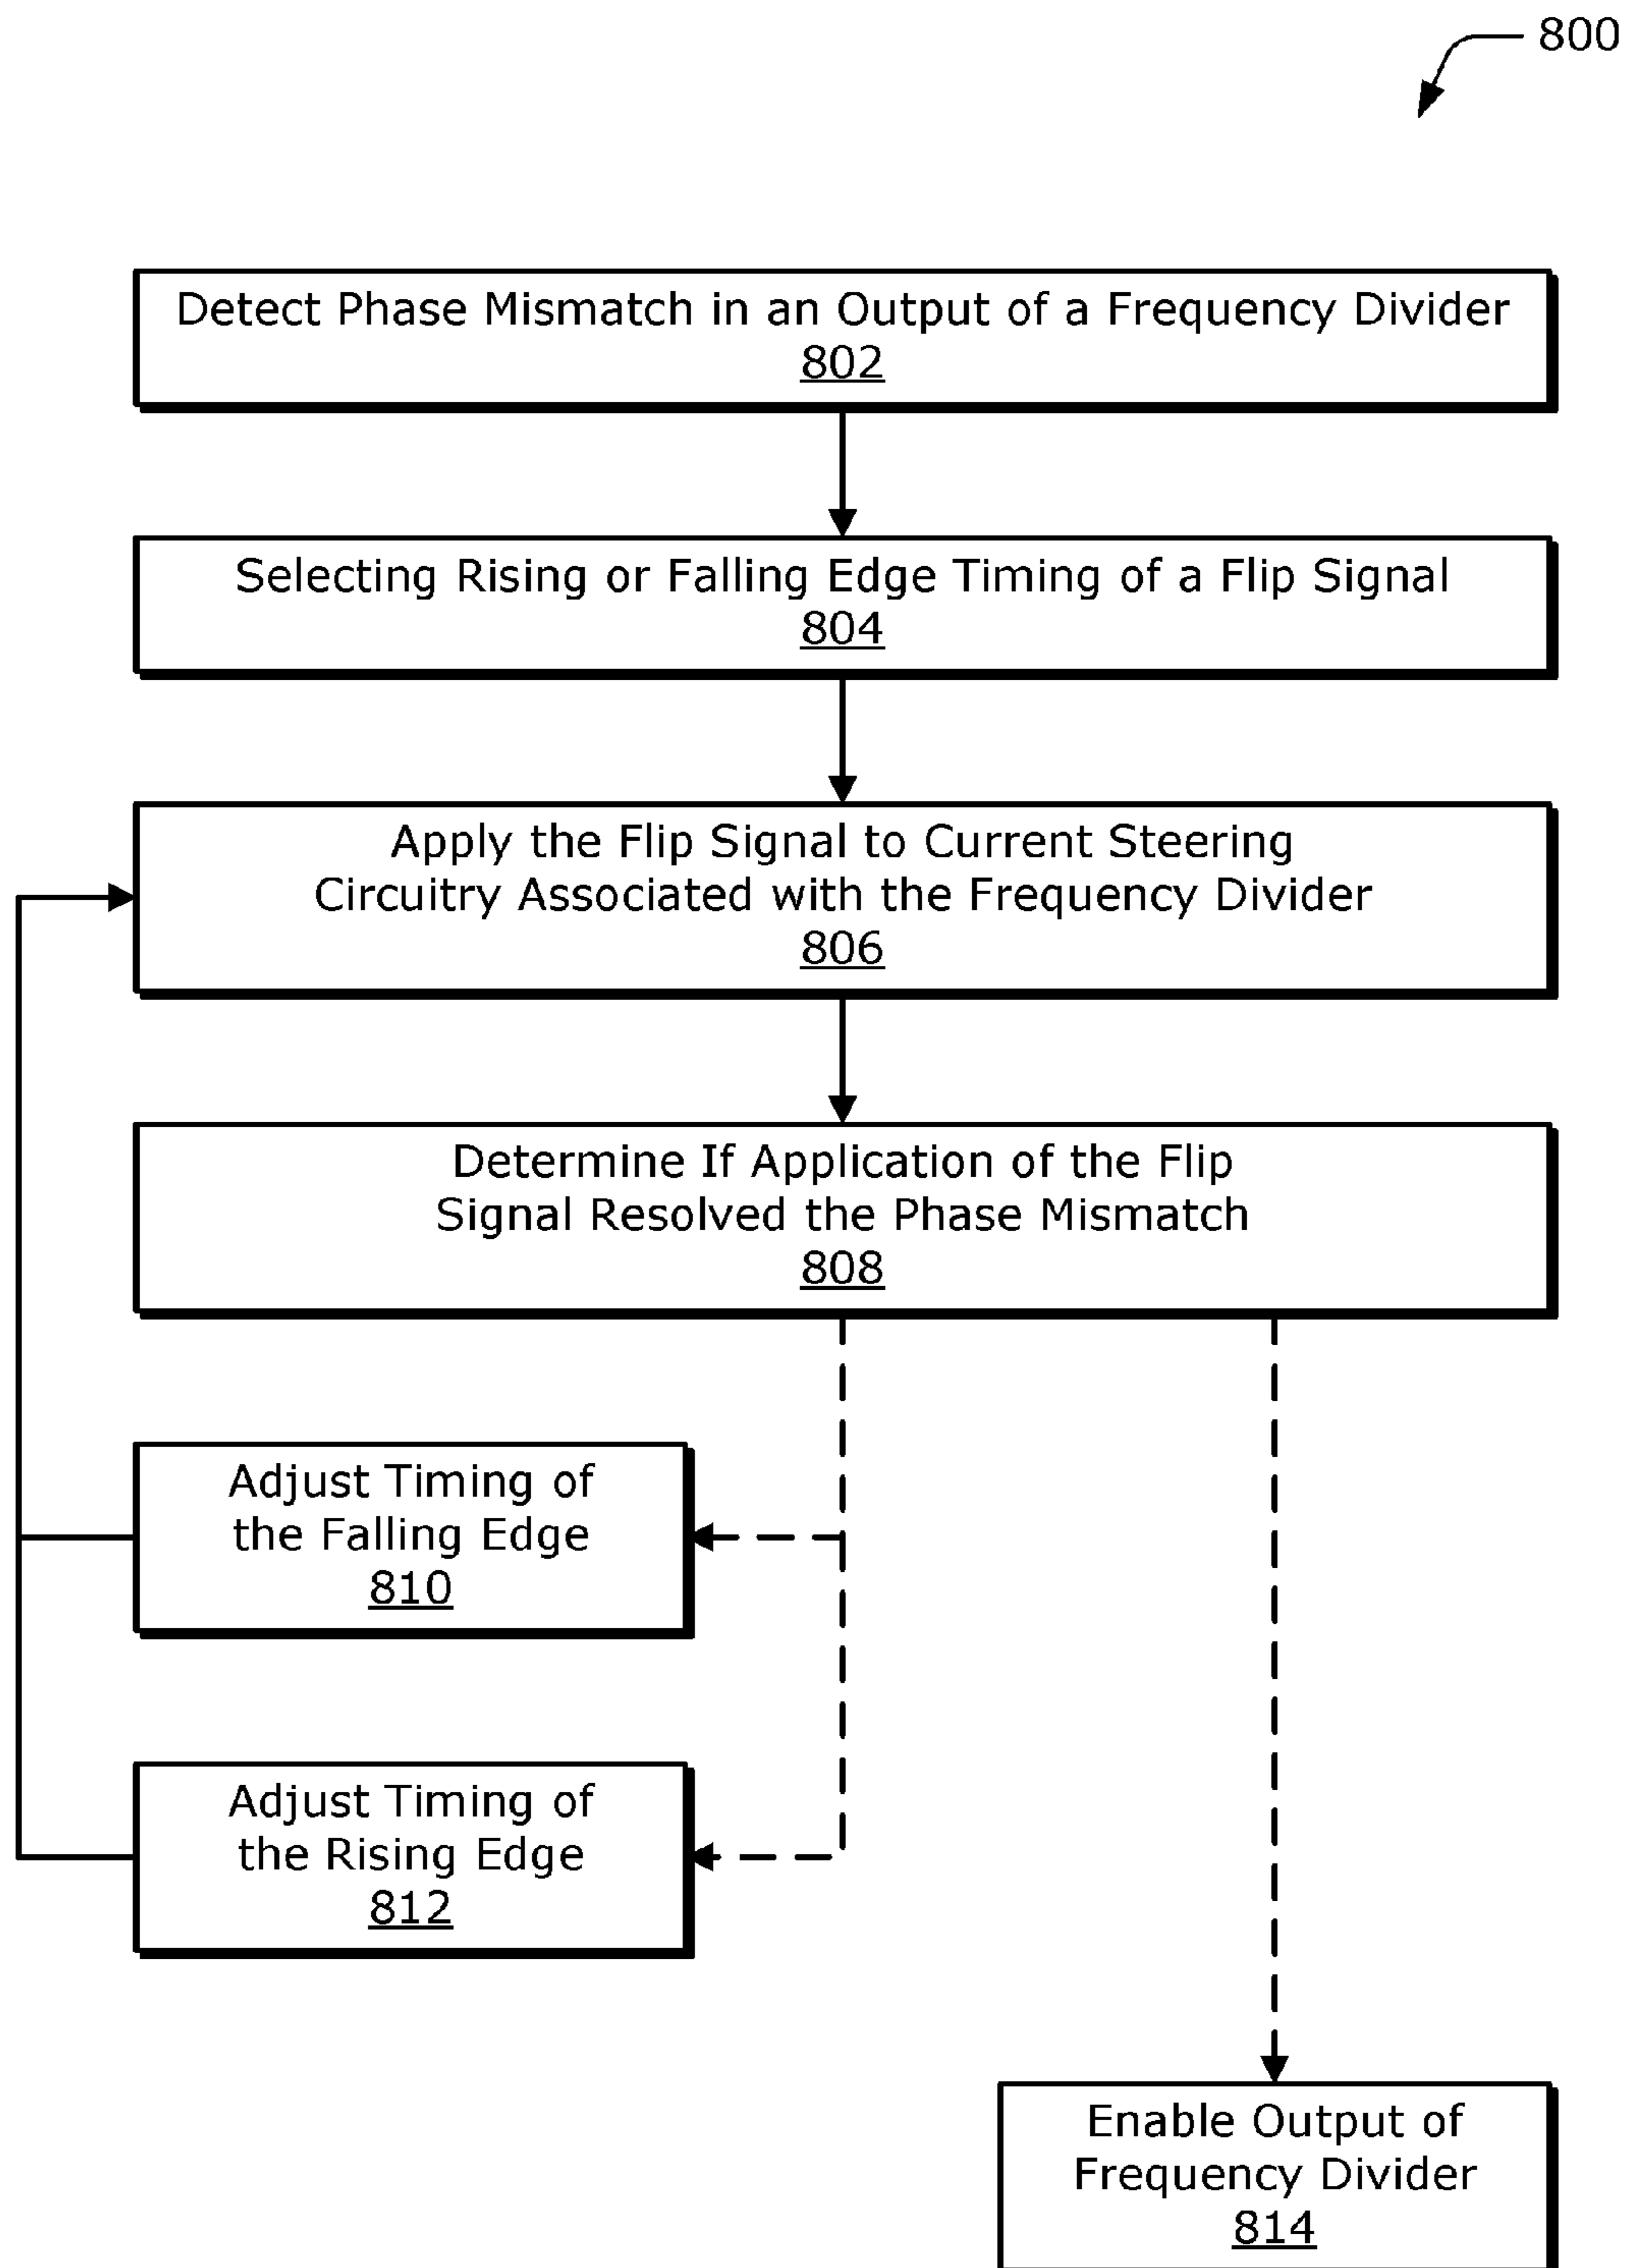 800
Detect Phase Mismatch in an Output of a Frequency Divider
802
Selecting Rising or Falling Edge Timing of a Flip Signal
804
Apply the Flip Signal to Current Steering
Circuitry Associated with the Frequency Divider
806
Determine If Application of the Flip
Signal Resolved the Phase Mismatch
808
Adjust Timing of
the Falling Edge
810
Adjust Timing of
the Rising Edge
812
Enable Output of
Frequency Divider
814